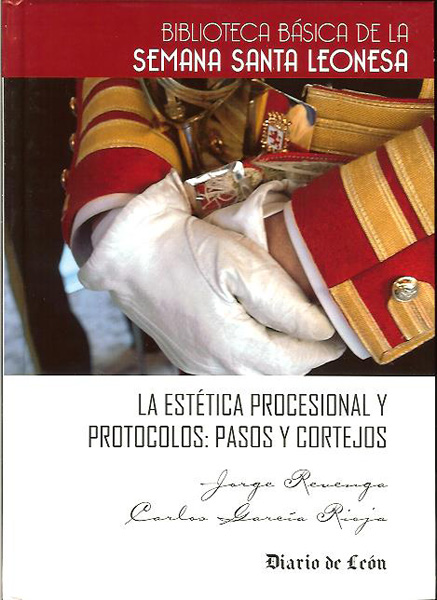 BIBLIOTECA BÁSICA DE LA
SEMANA SANTA LEONESA
LA ESTÉTICA PROCESIONAL Y
PROTOCOLOS: PASOS Y CORTEJOS
Jorge Revenga
Carlos García Rioja
Diario de León